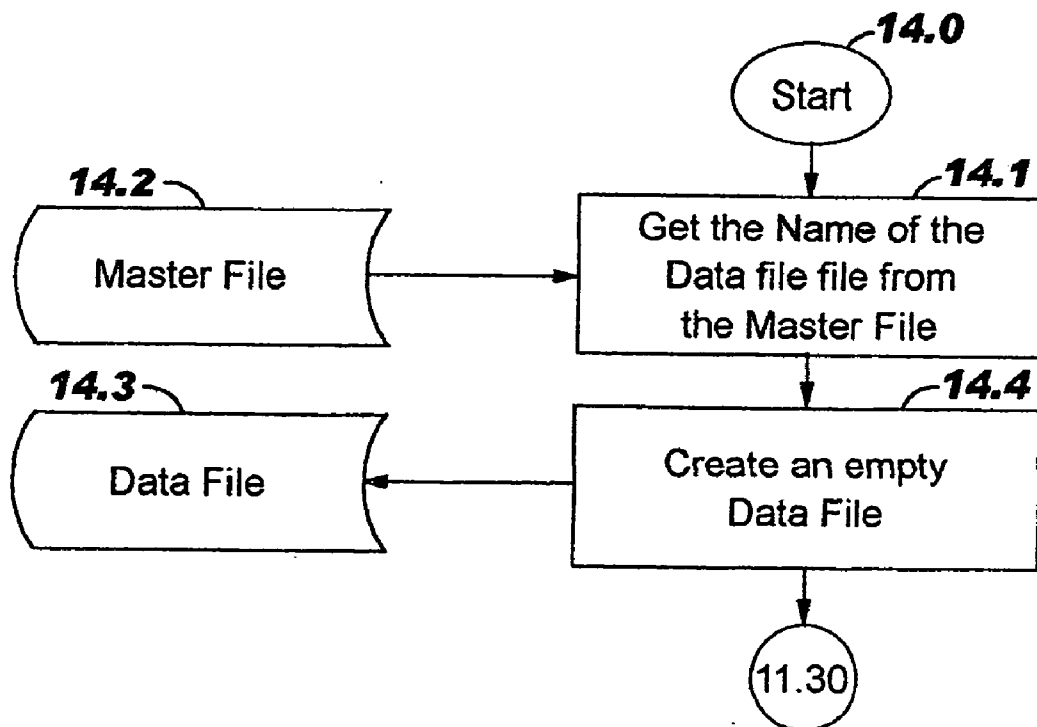 14.0
Start
14.2
14.1
Master File
Get the Name of the
Data file file from
the Master File
14.3
14.4
Data File
Create an empty
Data File
11.30